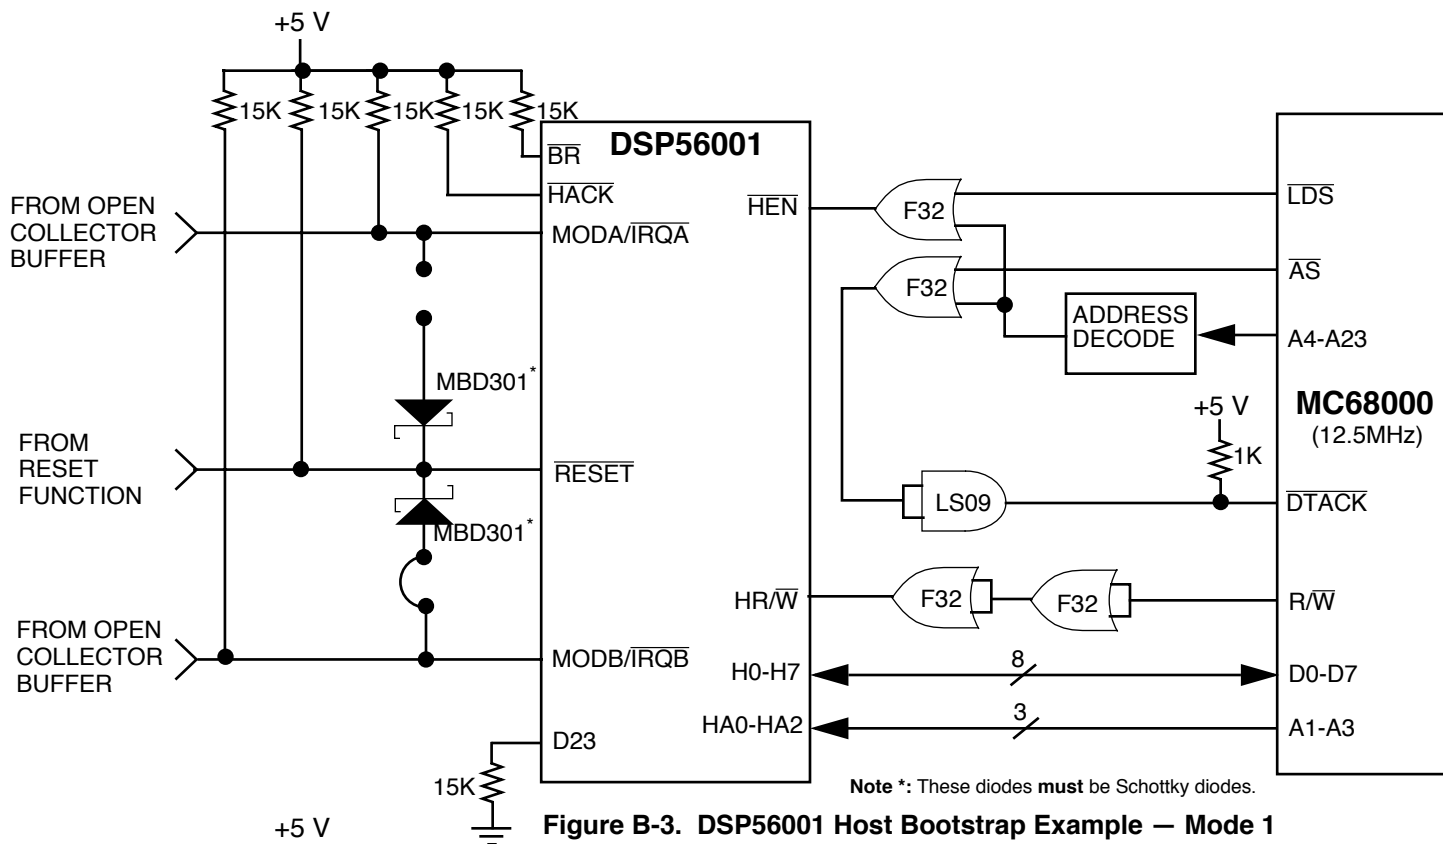 +5 V
15K 15K 15K 15K 15K
DSP56001
BR
HACK
HEN
F32
LDS
FROM OPEN
COLLECTOR
BUFFER
MODA/IRQA
F32
AS
ADDRESS
DECODE
A4-A23
MBD301*
+5 V
MC68000
(12.5MHz)
1K
FROM
RESET
FUNCTION
RESET
LS09
DTACK
MBD301*
HR/W
F32
F32
R/W
FROM OPEN
COLLECTOR
BUFFER
MODB/IRQB
H0-H7
8
D0-D7
HA0-HA2
3
A1-A3
D23
15K
Note *: These diodes must be Schottky diodes.
+5 V
Figure B-3. DSP56001 Host Bootstrap Example — Mode 1